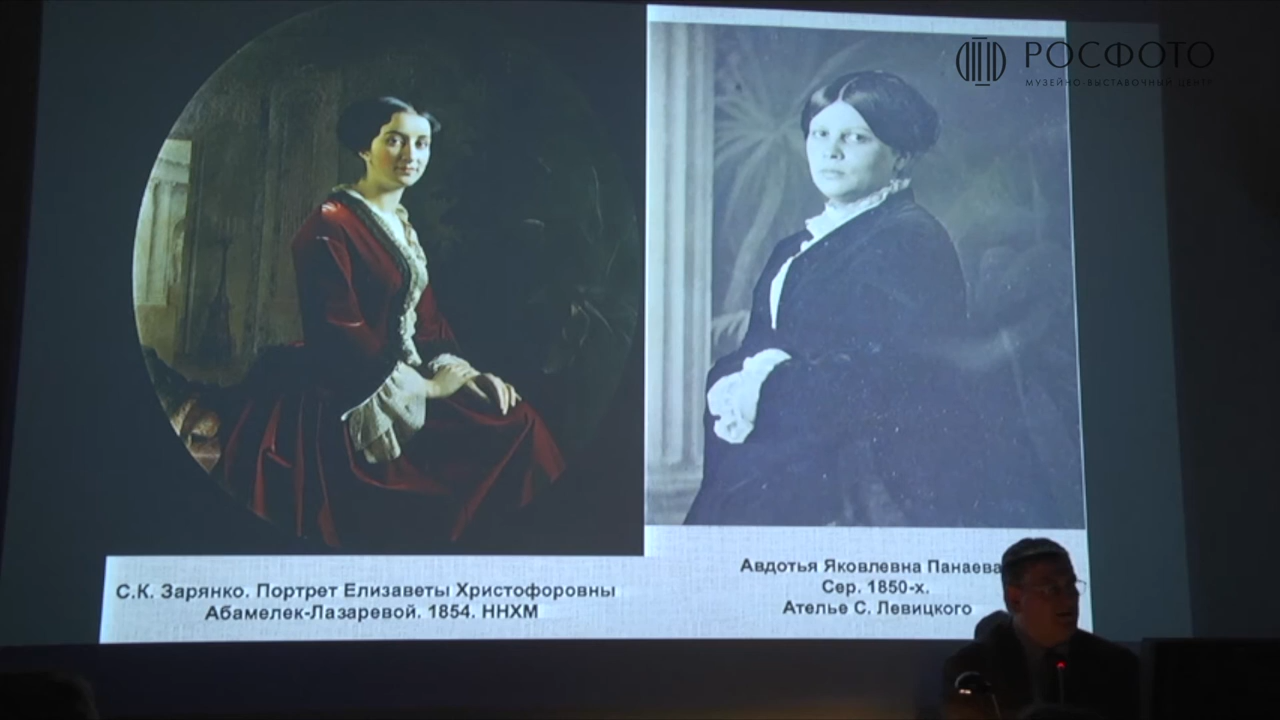 РОСФОТО
МУЗЕЙНО-ВЫСТАВОЧНЫЙ ЦЕНТР
С.К. Зарянко. Портрет Елизаветы Христофоровны
Абамелек-Лазаревой. 1854. ННХМ
Авдотья Яковлевна Панаева
Сер. 1850-х.
Ателье С. Левицкого